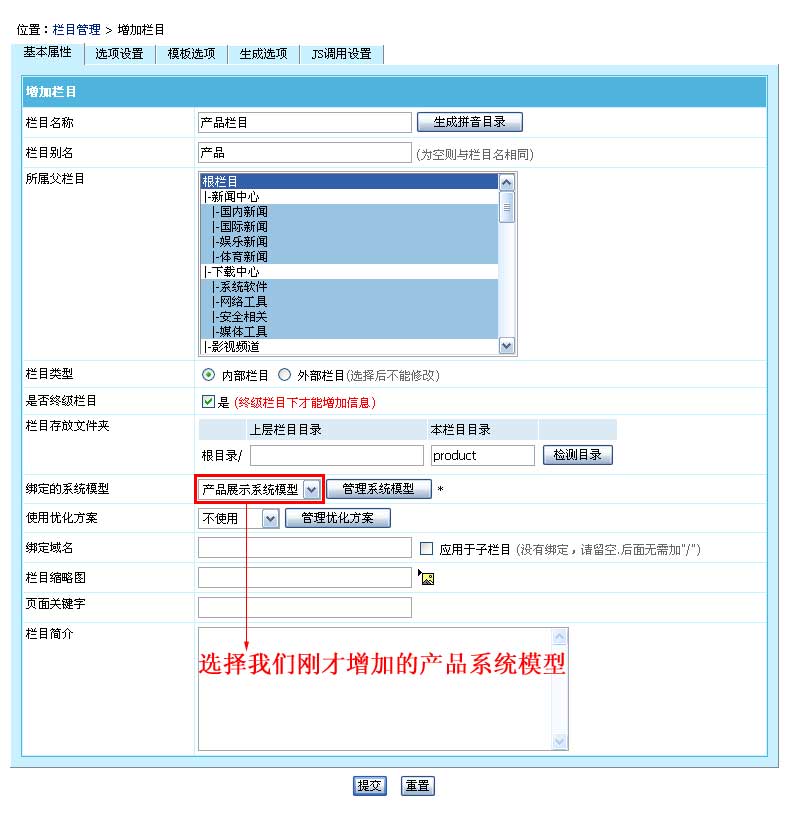 位置：栏目管理 > 增加栏目
基本属性 选项设置 模板选项 生成选项 JS调用设置
增加栏目
栏目名称 产品栏目 生成拼音目录
栏目别名 产品 (为空则与栏目名相同)
所属父栏目 根栏目
|-新闻中心
|-国内新闻
|-国际新闻
|-娱乐新闻
|-体育新闻
|-下载中心
|-系统软件
|-网络工具
|-安全相关
|-媒体工具
|-影视频道
栏目类型 内部栏目 外部栏目(选择后不能修改)
是否终级栏目 是 (终级栏目下才能增加信息)
栏目存放文件夹 上层栏目目录 本栏目目录
根目录/ product 检测目录
绑定的系统模型 产品展示系统模型 管理系统模型 *
使用优化方案 不使用 管理优化方案
绑定域名 应用于子栏目 (没有绑定，请留空.后面无需加"/")
栏目缩略图
页面关键字
栏目简介
选择我们刚才增加的产品系统模型
提交 重置